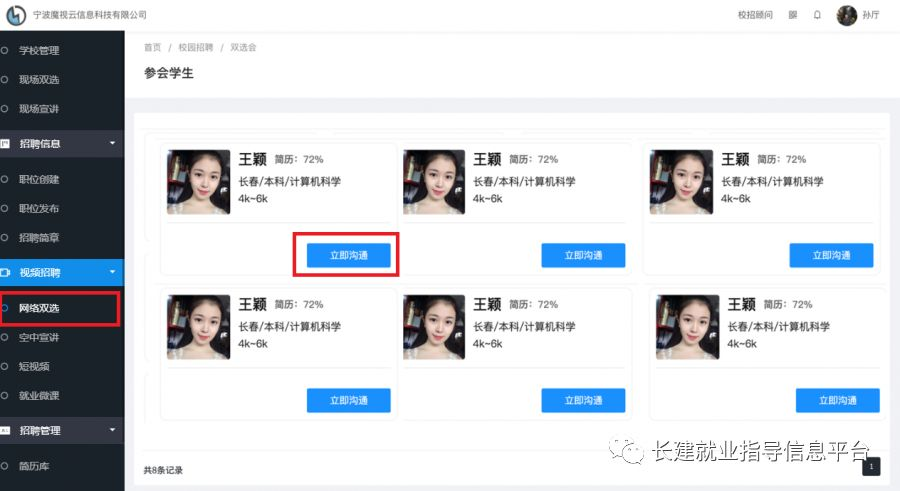 宁波魔视云信息科技有限公司
校招顾问
孙厅
学校管理
现场双选
现场宣讲
招聘信息
职位创建
职位发布
招聘简章
视频招聘
网络双选
空中宣讲
短视频
就业微课
招聘管理
简历库
首页 / 校园招聘 / 双选会
参会学生
王颖 简历：72%
长春/本科/计算机科学
4k~6k
立即沟通
王颖 简历：72%
长春/本科/计算机科学
4k~6k
立即沟通
王颖 简历：72%
长春/本科/计算机科学
4k~6k
立即沟通
王颖 简历：72%
长春/本科/计算机科学
4k~6k
立即沟通
王颖 简历：72%
长春/本科/计算机科学
4k~6k
立即沟通
王颖 简历：72%
长春/本科/计算机科学
4k~6k
立即沟通
共8条记录
1
长建就业指导信息平台